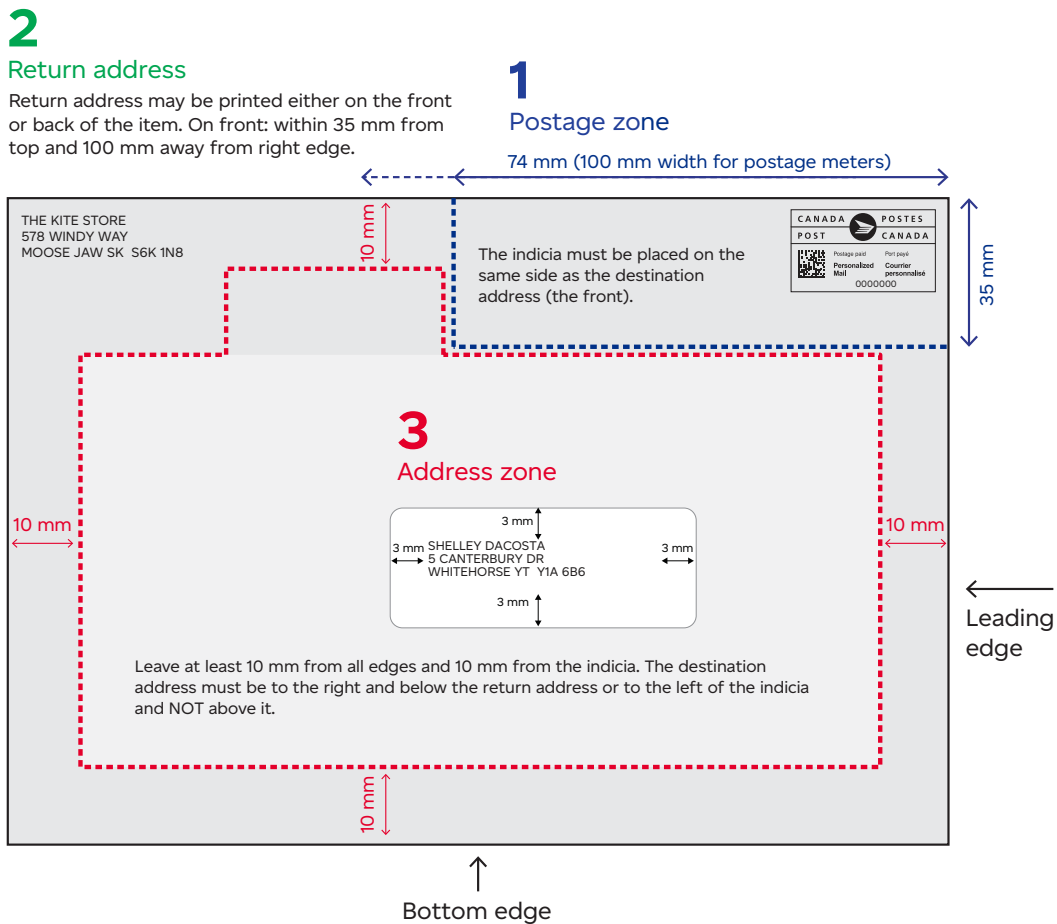 2
Return address
Return address may be printed either on the front
or back of the item. On front: within 35 mm from
top and 100 mm away from right edge.
1
Postage zone
74 mm (100 mm width for postage meters)
THE KITE STORE
578 WINDY WAY
MOOSE JAW SK  S6K 1N8
10 mm
The indicia must be placed on the
same side as the destination
address (the front).
CANADA POSTES
POST CANADA
Postage paid Port payé
Personalized Courrier
Mail personnalisé
0000000
35 mm
3
Address zone
10 mm
10 mm
3 mm
3 mm
SHELLEY DACOSTA
5 CANTERBURY DR
WHITEHORSE YT  Y1A 6B6
3 mm
3 mm
Leading
edge
Leave at least 10 mm from all edges and 10 mm from the indicia. The destination
address must be to the right and below the return address or to the left of the indicia
and NOT above it.
10 mm
Bottom edge